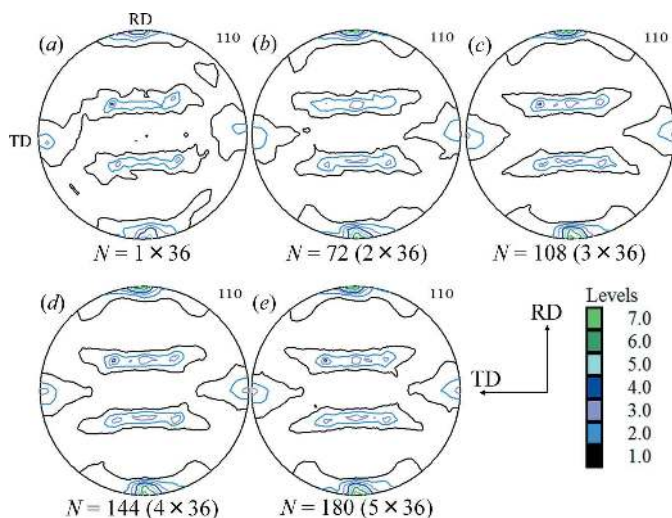 RD
(a) 110 (b) 110 (c) 110
TD
N = 1 × 36 N = 72 (2 × 36) N = 108 (3 × 36)
(d) 110 (e) 110
Levels
7.0
6.0
5.0
4.0
3.0
2.0
1.0
RD
TD
N = 144 (4 × 36) N = 180 (5 × 36)